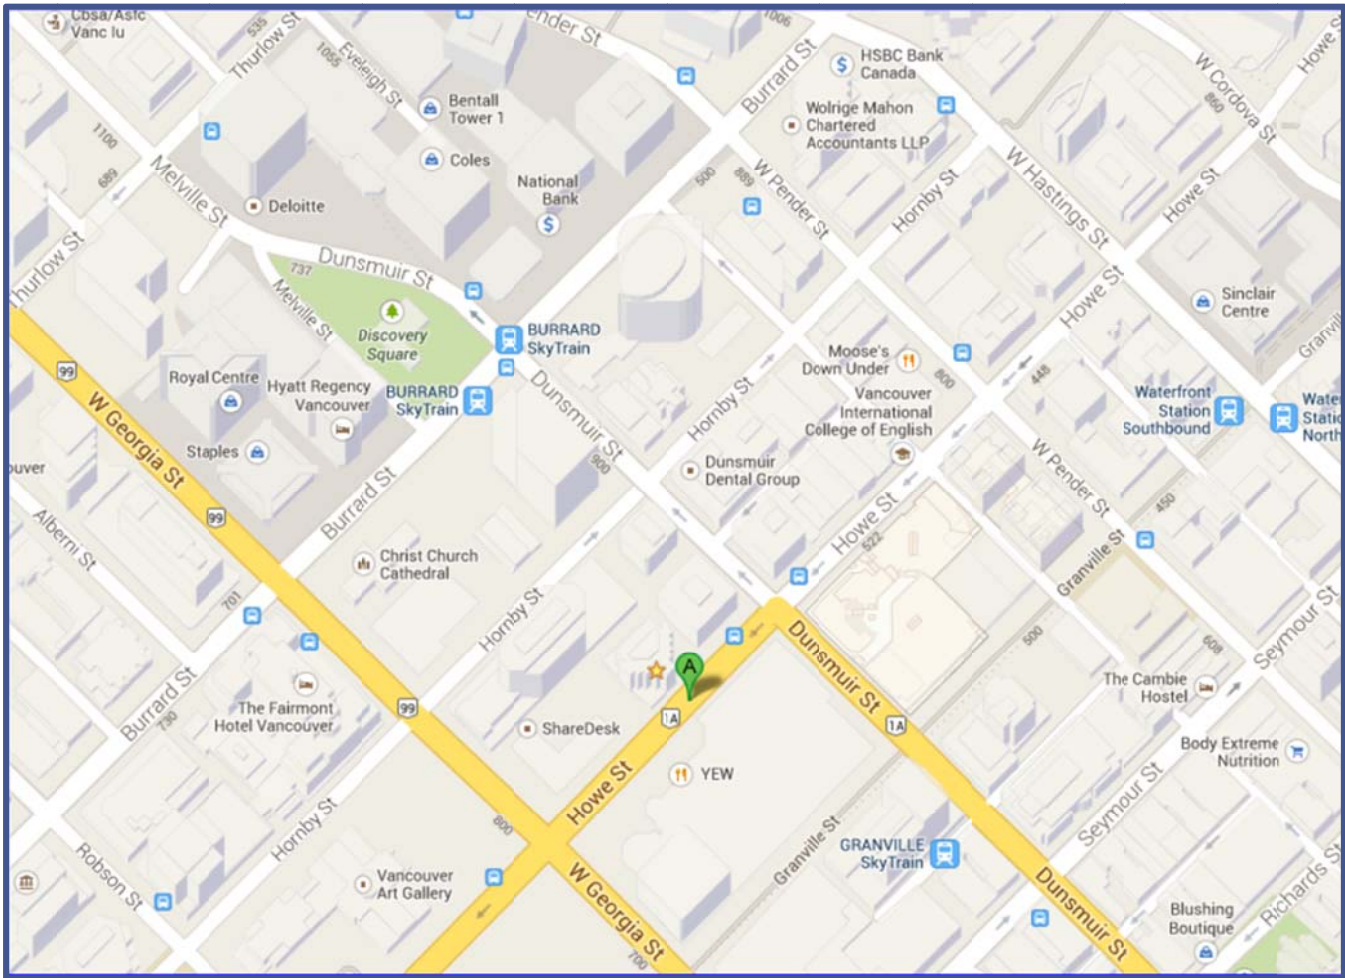 Cbsa/Asfc
Vanc Iu
535
Thurlow St
1055
Eveleigh St
Pender St
1006
Burrard St
HSBC Bank
Canada
W Cordova St
860
Howe St
Bentall
Tower 1
Wolrige Mahon
Chartered
Accountants LLP
1100
689
Melville St
Coles
National
Bank
500
889
W Pender St
Hornby St
W Hastings St
Howe St
Deloitte
Thurlow St
Dunsmuir St
737
Melville St
Discovery
Square
BURRARD
SkyTrain
Howe St
Sinclair
Centre
Granvill
Moose's
Down Under
800
448
99
Royal Centre
Hyatt Regency
Vancouver
BURRARD
SkyTrain
Dunsmuir St
900
Hornby St
Vancouver
International
College of English
Waterfront
Station
Southbound
Wate
Static
North
W Georgia St
Staples
ouver
99
Burrard St
Dunsmuir
Dental Group
W Pender St
450
Alberni St
Christ Church
Cathedral
Howe St
522
Granville St
701
Hornby St
Dunsmuir St
500
608
Seymour St
A
The Cambie
Hostel
Burrard St
730
The Fairmont
Hotel Vancouver
99
ShareDesk
1A
1A
Body Extreme
Nutrition
YEW
Howe St
Seymour St
800
Hornby St
Granville St
GRANVILLE
SkyTrain
Robson St
Vancouver
Art Gallery
W Georgia St
700
Dunsmuir St
Blushing
Boutique
Richards St